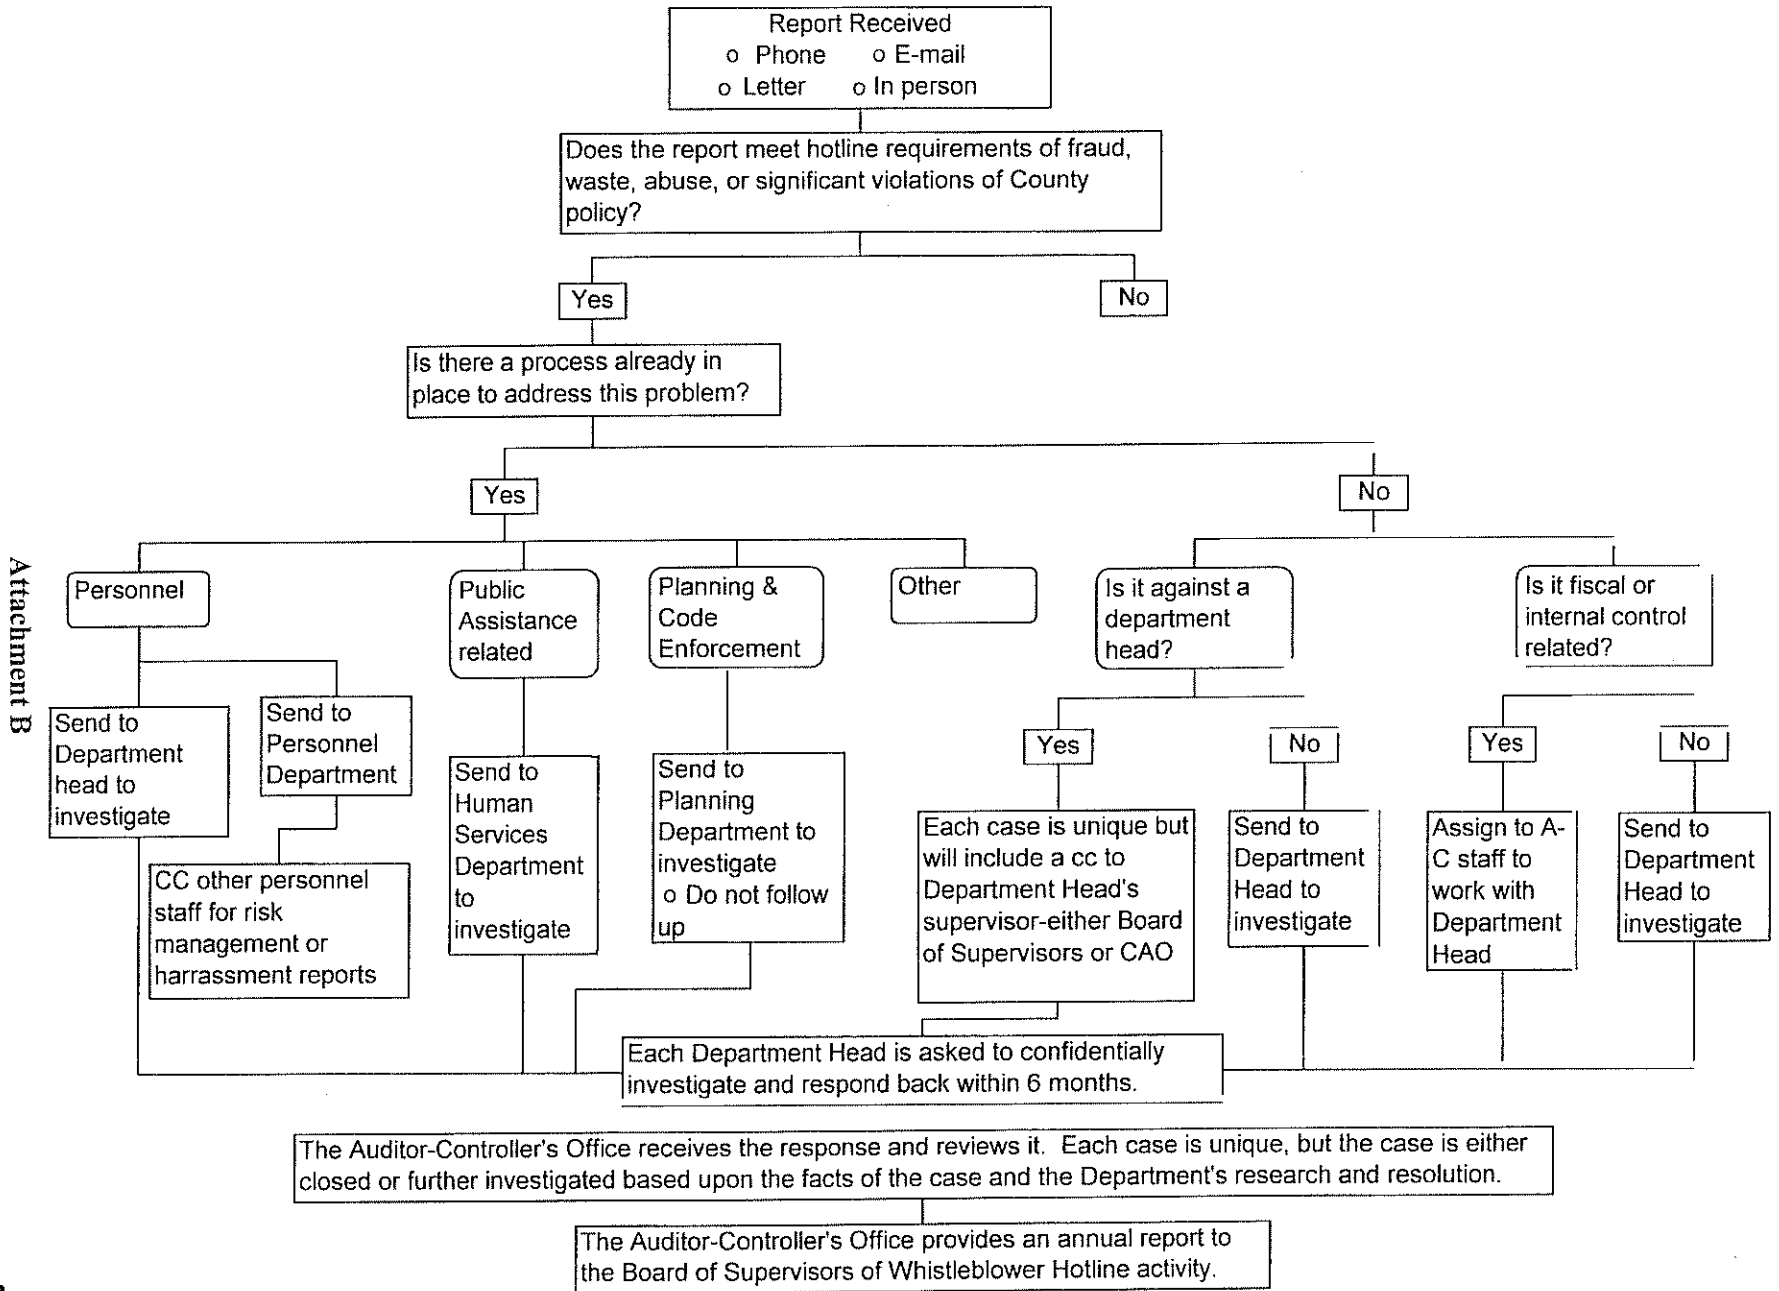 Report Received
o Phone o E-mail
o Letter o In person
Does the report meet hotline requirements of fraud,
waste, abuse, or significant violations of County
policy?
Yes
No
Is there a process already in
place to address this problem?
Yes
No
Personnel
Public
Assistance
related
Planning &
Code
Enforcement
Other
Is it against a
department
head?
Is it fiscal or
internal control
related?
Send to
Department
head to
investigate
Send to
Personnel
Department
CC other personnel
staff for risk
management or
harrassment reports
Send to
Human
Services
Department
to
investigate
Send to
Planning
Department to
investigate
o Do not follow
up
Yes
No
Yes
No
Each case is unique but
will include a cc to
Department Head's
supervisor-either Board
of Supervisors or CAO
Send to
Department
Head to
investigate
Assign to A-
C staff to
work with
Department
Head
Send to
Department
Head to
investigate
Each Department Head is asked to confidentially
investigate and respond back within 6 months.
The Auditor-Controller's Office receives the response and reviews it. Each case is unique, but the case is either
closed or further investigated based upon the facts of the case and the Department's research and resolution.
The Auditor-Controller's Office provides an annual report to
the Board of Supervisors of Whistleblower Hotline activity.
Attachment B